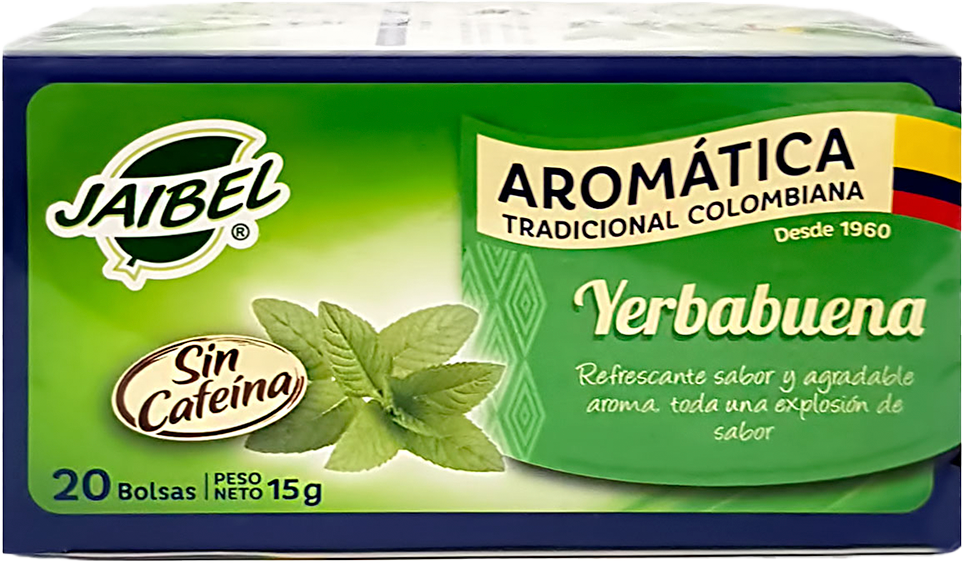 JAIBEL®
AROMÁTICA
TRADICIONAL COLOMBIANA
Desde 1960
Yerbabuena
Refrescante sabor y agradable
aroma, toda una explosión de
sabor
Sin
Cafeína
20 Bolsas | PESO
NETO 15g